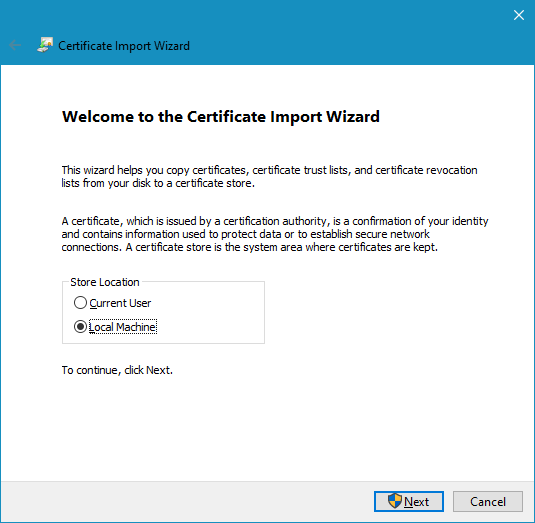 Certificate Import Wizard
Welcome to the Certificate Import Wizard
This wizard helps you copy certificates, certificate trust lists, and certificate revocation
lists from your disk to a certificate store.
A certificate, which is issued by a certification authority, is a confirmation of your identity
and contains information used to protect data or to establish secure network
connections. A certificate store is the system area where certificates are kept.
Store Location
Current User
Local Machine
To continue, click Next.
Next
Cancel